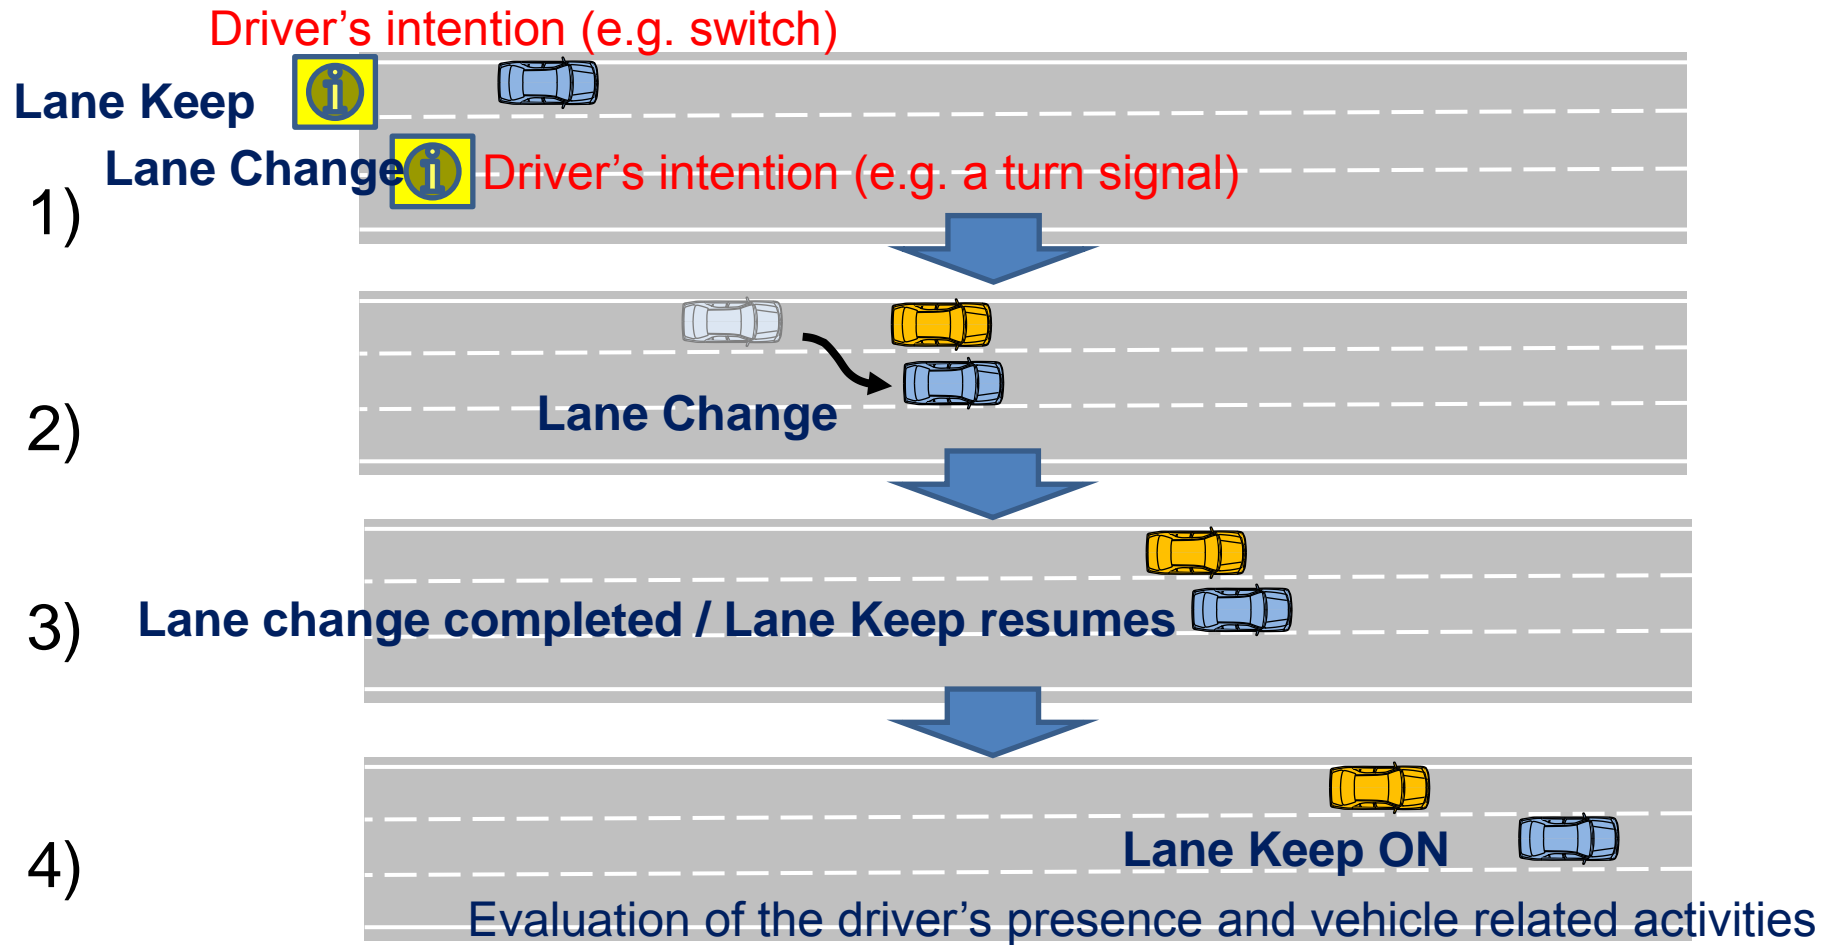 Driver’s intention (e.g. switch)
Lane Keep
Lane Change
Driver’s intention (e.g. a turn signal)
1)
Lane Change
2)
3)
Lane change completed / Lane Keep resumes
Lane Keep ON
4)
Evaluation of the driver’s presence and vehicle related activities